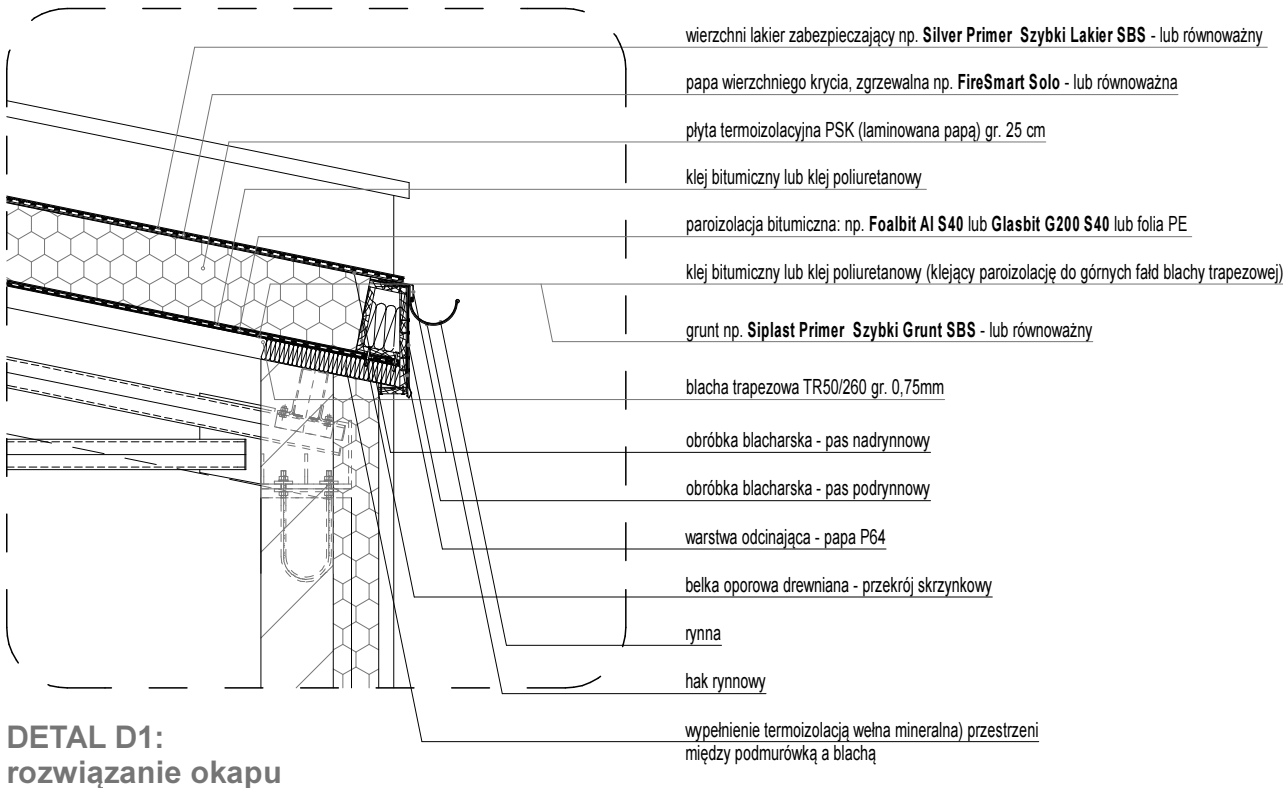 wierzchni lakier zabezpieczający np. Silver Primer Szybki Lakier SBS - lub równoważny
papa wierzchniego krycia, zgrzewalna np. FireSmart Solo - lub równoważna
płyta termoizolacyjna PSK (laminowana papą) gr. 25 cm
klej bitumiczny lub klej poliuretanowy
paroizolacja bitumiczna: np. Foalbit Al S40 lub Glasbit G200 S40 lub folia PE
klej bitumiczny lub klej poliuretanowy (klejący paroizolację do górnych fałd blachy trapezowej)
grunt np. Siplast Primer Szybki Grunt SBS - lub równoważny
blacha trapezowa TR50/260 gr. 0,75mm
obróbka blacharska - pas nadrynnowy
obróbka blacharska - pas podrynnowy
warstwa odcinająca - papa P64
belka oporowa drewniana - przekrój skrzynkowy
rynna
hak rynnowy
wypełnienie termoizolacją wełna mineralna) przestrzeni
między podmurówką a blachą
DETAL D1:
rozwiązanie okapu